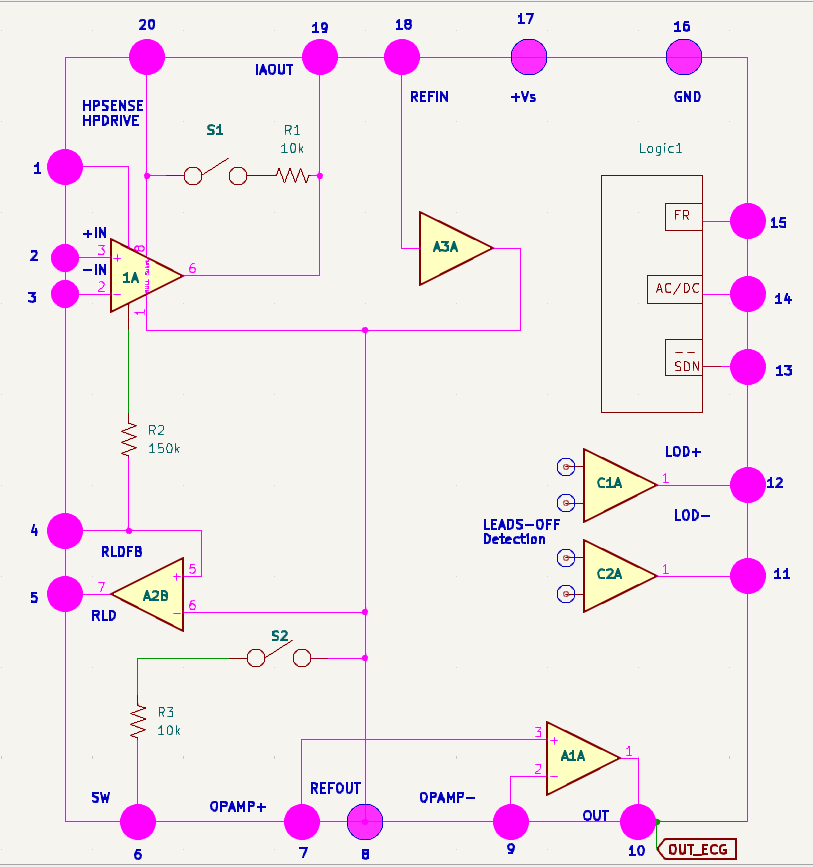 20
19
18
17
16
IAOUT
REFIN
+Vs
GND
HPSENSE
HPDRIVE
S1
R1
10k
Logic1
1
FR
15
+IN
2
3
+
8
A3A
-IN
1A
6
3
2
−
1
AC/DC
14
SDN
13
R2
150k
LOD+
C1A
1
12
LOD-
LEADS-OFF
Detection
4
RLDFB
5
+
C2A
1
11
5
7
A2B
6
−
RLD
S2
R3
10k
3
+
A1A
1
2
−
SW
OPAMP+
REFOUT
OPAMP-
OUT
6
7
8
9
10
OUT_ECG